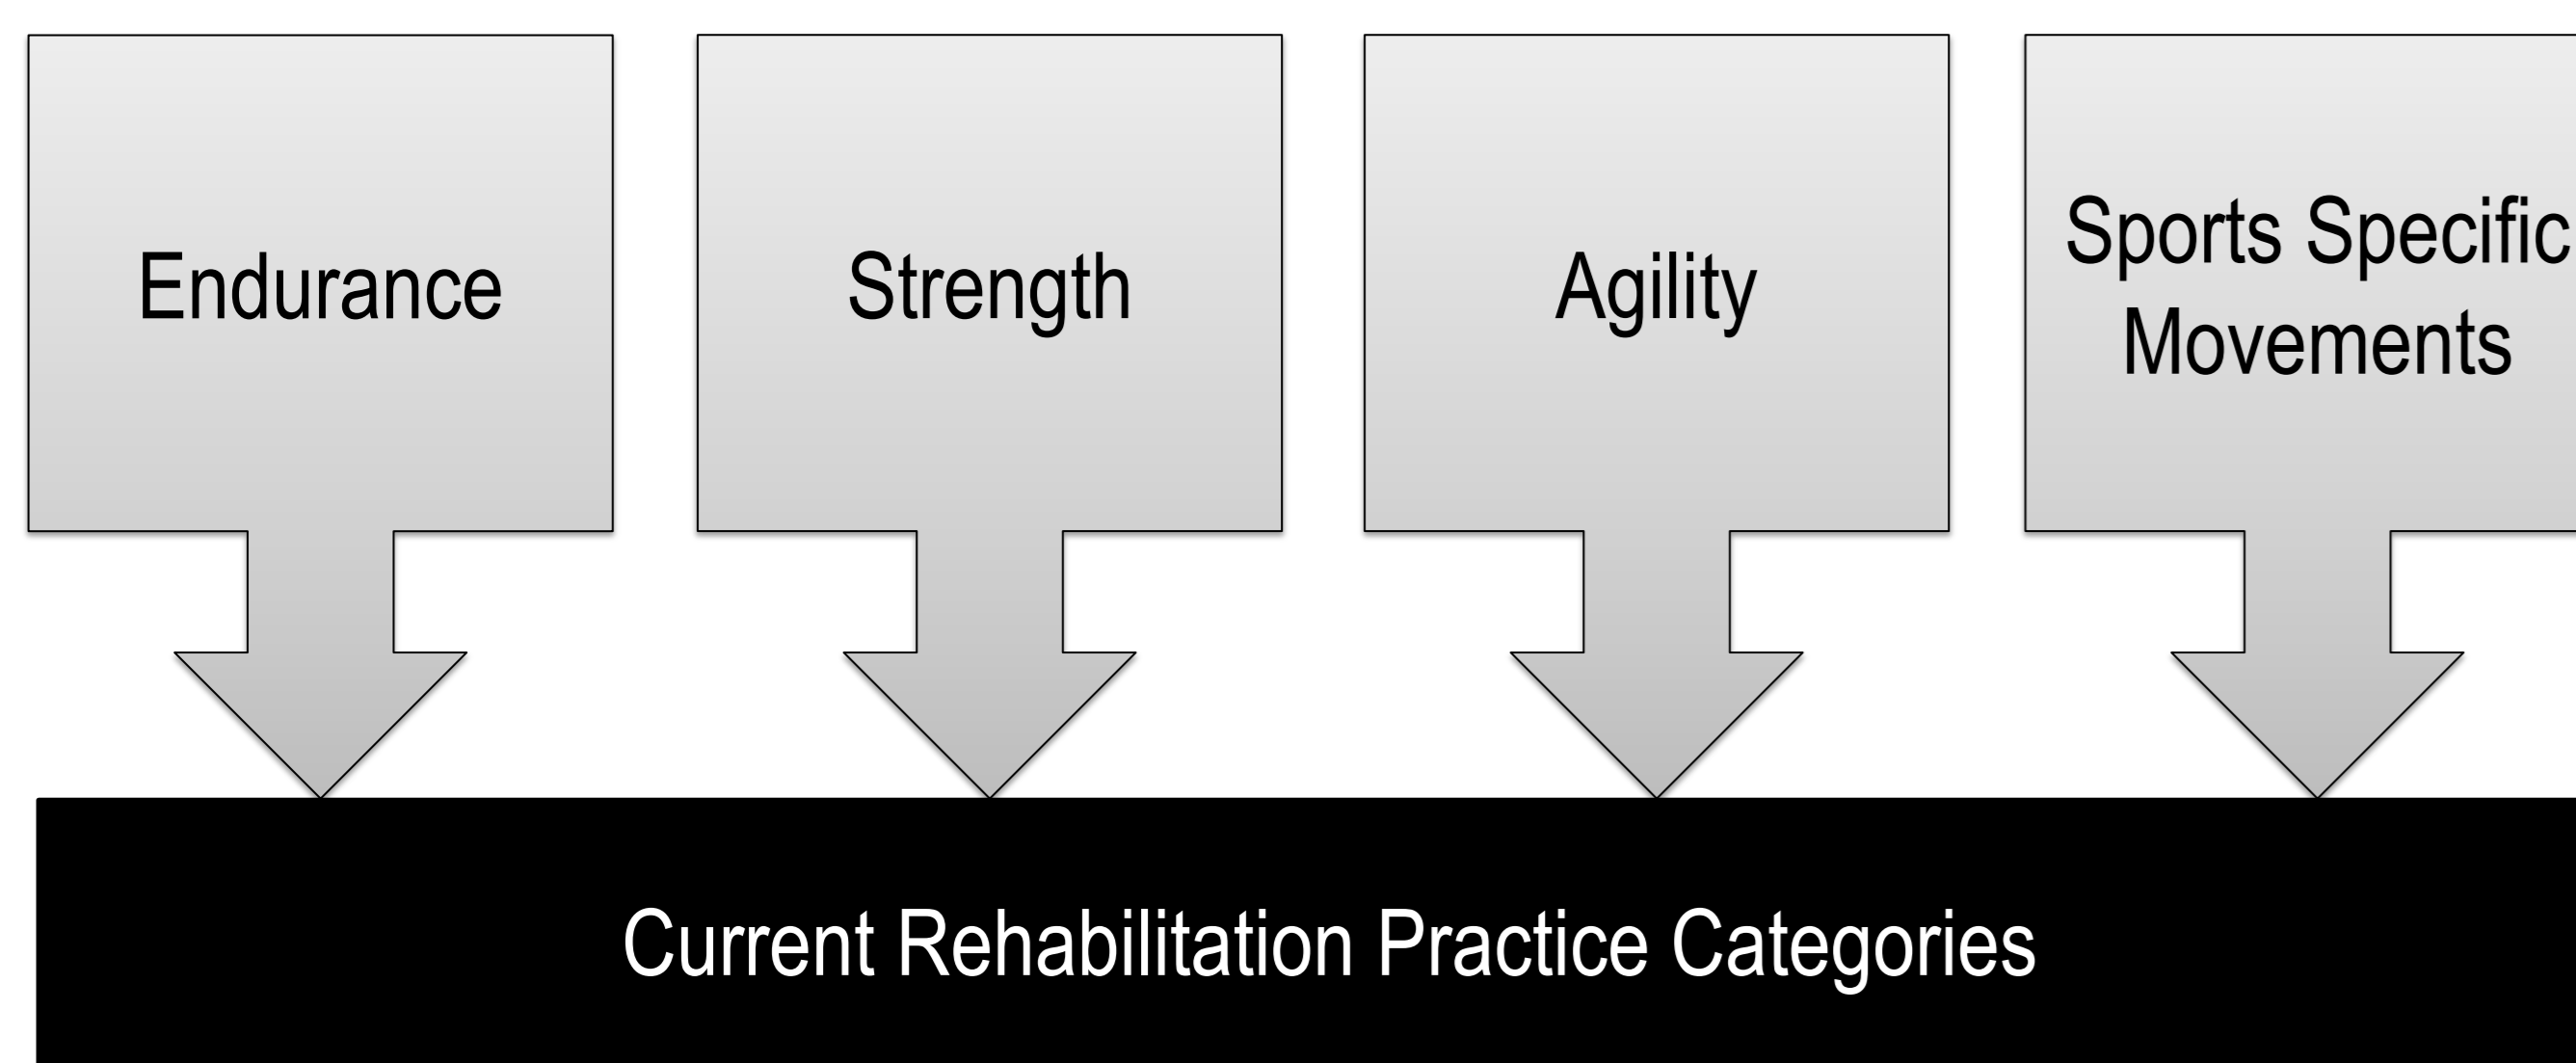 Endurance
Strength
Agility
Sports Specific
Movements
Current Rehabilitation Practice Categories